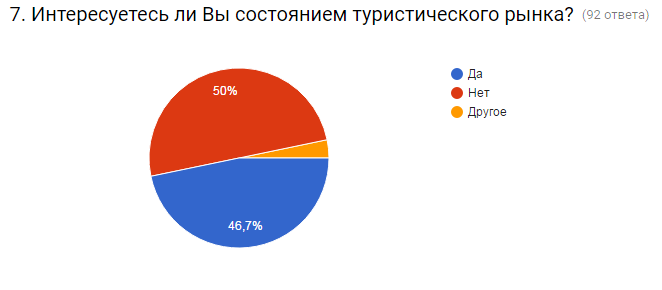 7. Интересуетесь ли Вы состоянием туристического рынка? (92 ответа)
Да
Нет
Другое
50%
46,7%